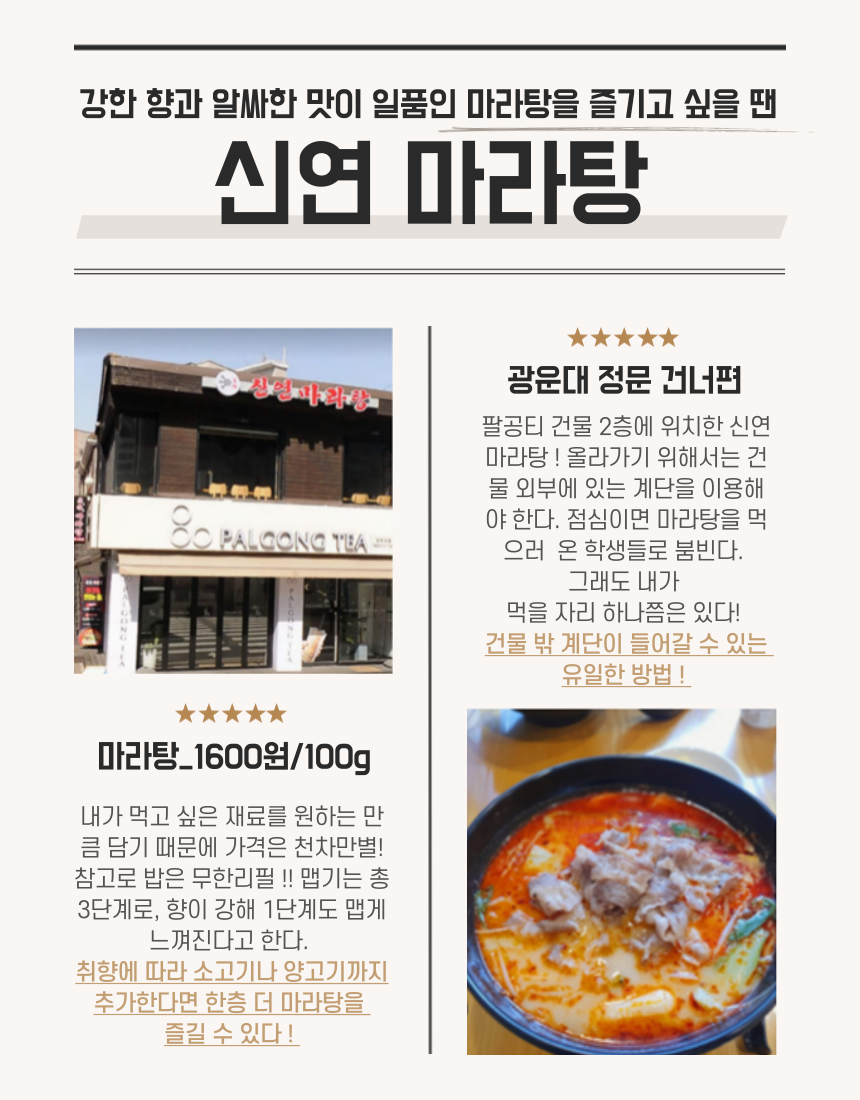 강한 향과 알싸한 맛이 일품인 마라탕을 즐기고 싶을 땐
신연 마라탕
신연마라탕
PALGONG TEA
PALGONG TEA
PALGONG TEA
★★★★★
마라탕_1600원/100g
내가 먹고 싶은 재료를 원하는 만
큼 담기 때문에 가격은 천차만별!
참고로 밥은 무한리필 !! 맵기는 총
3단계로, 향이 강해 1단계도 맵게
느껴진다고 한다.
취향에 따라 소고기나 양고기까지
추가한다면 한층 더 마라탕을
즐길 수 있다 !
★★★★★
광운대 정문 건너편
팔공티 건물 2층에 위치한 신연
마라탕 ! 올라가기 위해서는 건
물 외부에 있는 계단을 이용해
야 한다. 점심이면 마라탕을 먹
으러 온 학생들로 붐빈다.
그래도 내가
먹을 자리 하나쯤은 있다!
건물 밖 계단이 들어갈 수 있는
유일한 방법 !